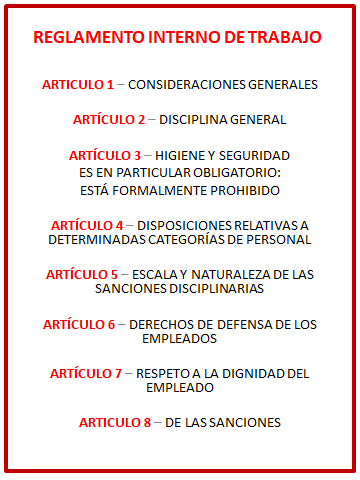 REGLAMENTO INTERNO DE TRABAJO
ARTICULO 1 – CONSIDERACIONES GENERALES
ARTÍCULO 2 – DISCIPLINA GENERAL
ARTÍCULO 3 – HIGIENE Y SEGURIDAD
ES EN PARTICULAR OBLIGATORIO:
ESTÁ FORMALMENTE PROHIBIDO
ARTÍCULO 4 – DISPOSICIONES RELATIVAS A
DETERMINADAS CATEGORÍAS DE PERSONAL
ARTÍCULO 5 – ESCALA Y NATURALEZA DE LAS
SANCIONES DISCIPLINARIAS
ARTÍCULO 6 – DERECHOS DE DEFENSA DE LOS
EMPLEADOS
ARTÍCULO 7 – RESPETO A LA DIGNIDAD DEL
EMPLEADO
ARTICULO 8 – DE LAS SANCIONES